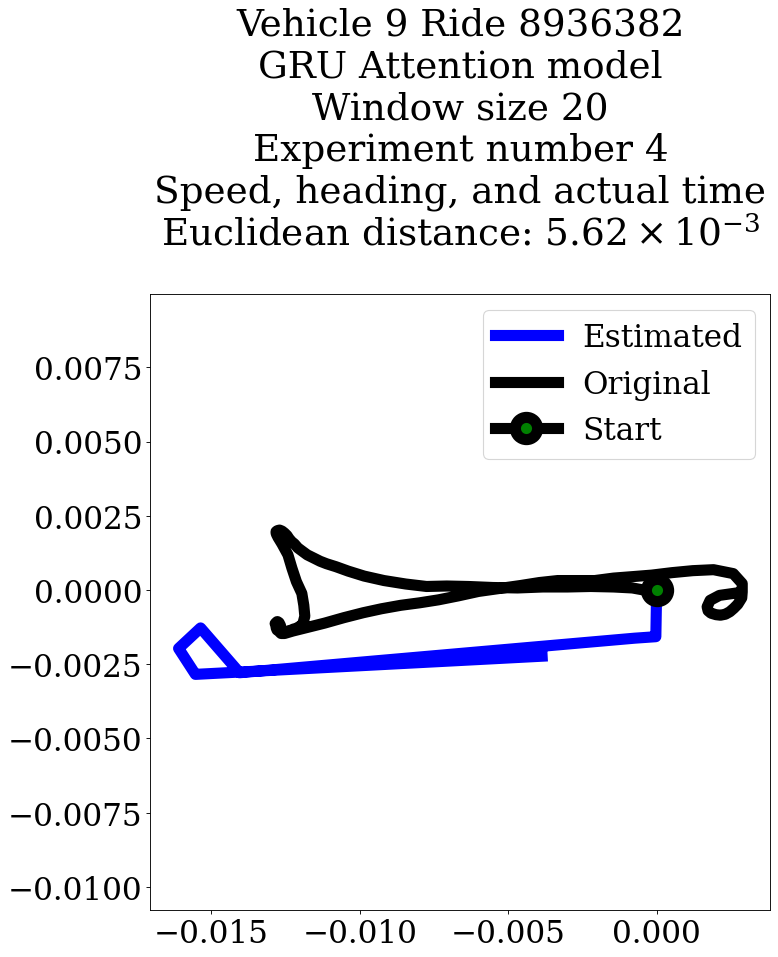 Vehicle 9 Ride 8936382
GRU Attention model
Window size 20
Experiment number 4
Speed, heading, and actual time
Euclidean distance: 5.62 × 10⁻³
Estimated
Original
Start
0.0075
0.0050
0.0025
0.0000
−0.0025
−0.0050
−0.0075
−0.0100
−0.015
−0.010
−0.005
0.000